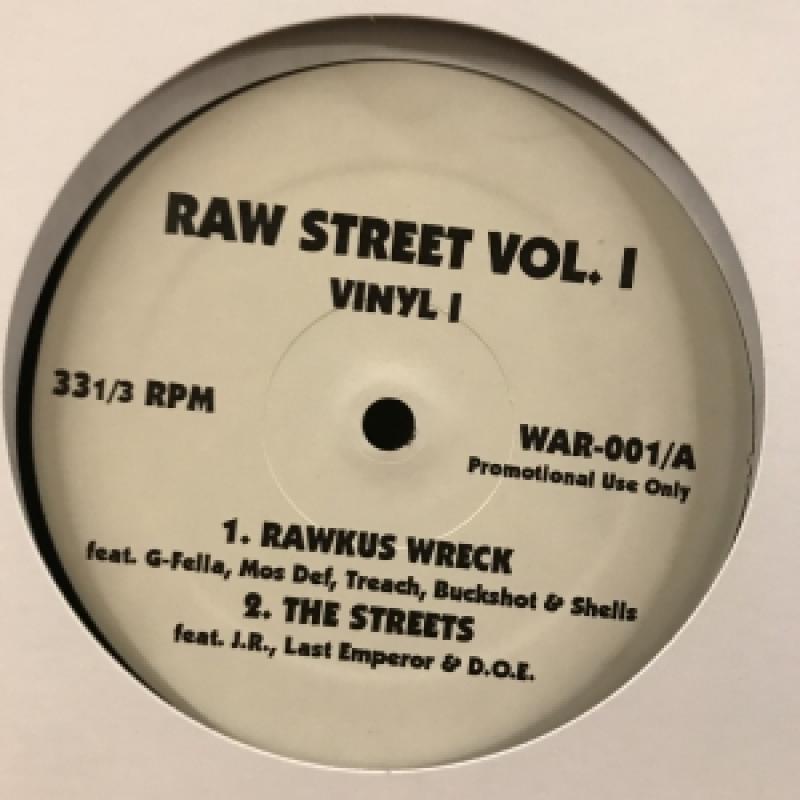 RAW STREET VOL. I
VINYL I
33 1/3 RPM
WAR-001/A
Promotional Use Only
1. RAWKUS WRECK
feat. G-Fella, Mos Def, Treach, Buckshot & Shells
2. THE STREETS
feat. J.R., Last Emperor & D.O.E.